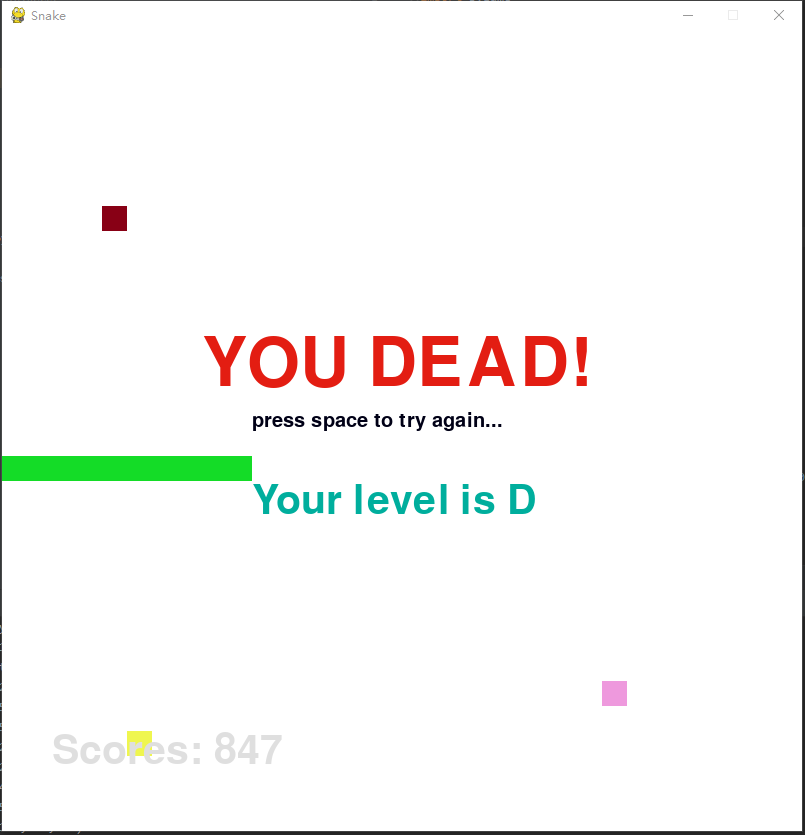 Snake
YOU DEAD!
press space to try again...
Your level is D
Scores: 847